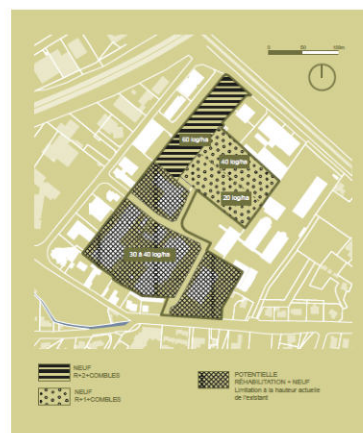 0 50 100m
60 log/ha
40 log/ha
20 log/ha
30 à 40 log/ha
NEUF
R+2+COMBLES
NEUF
R+1+COMBLES
POTENTIELLE
RÉHABILITATION + NEUF
Limitation à la hauteur actuelle
de l'existant